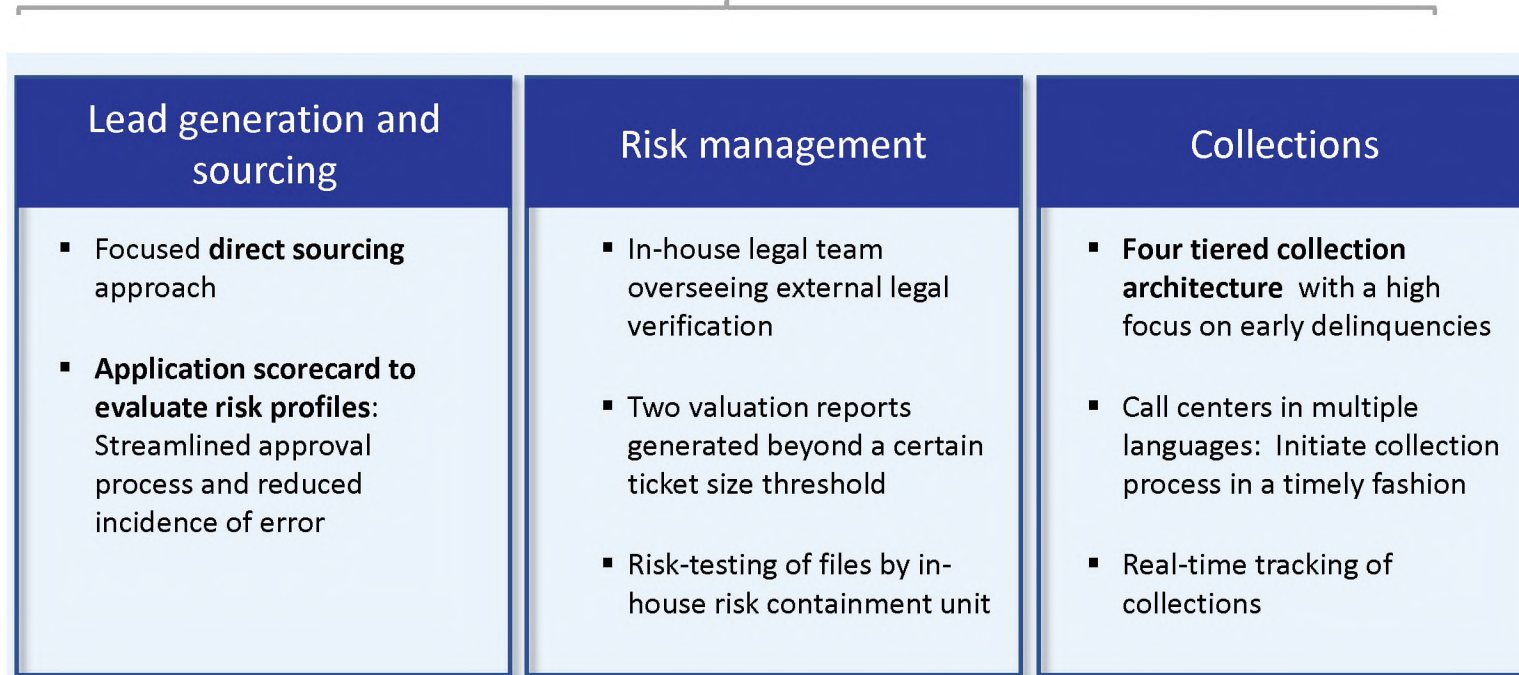 Lead generation and
sourcing
▪ Focused direct sourcing
approach
▪ Application scorecard to
evaluate risk profiles:
Streamlined approval
process and reduced
incidence of error
Risk management
▪ In-house legal team
overseeing external legal
verification
▪ Two valuation reports
generated beyond a certain
ticket size threshold
▪ Risk-testing of files by in-
house risk containment unit
Collections
▪ Four tiered collection
architecture with a high
focus on early delinquencies
▪ Call centers in multiple
languages: Initiate collection
process in a timely fashion
▪ Real-time tracking of
collections